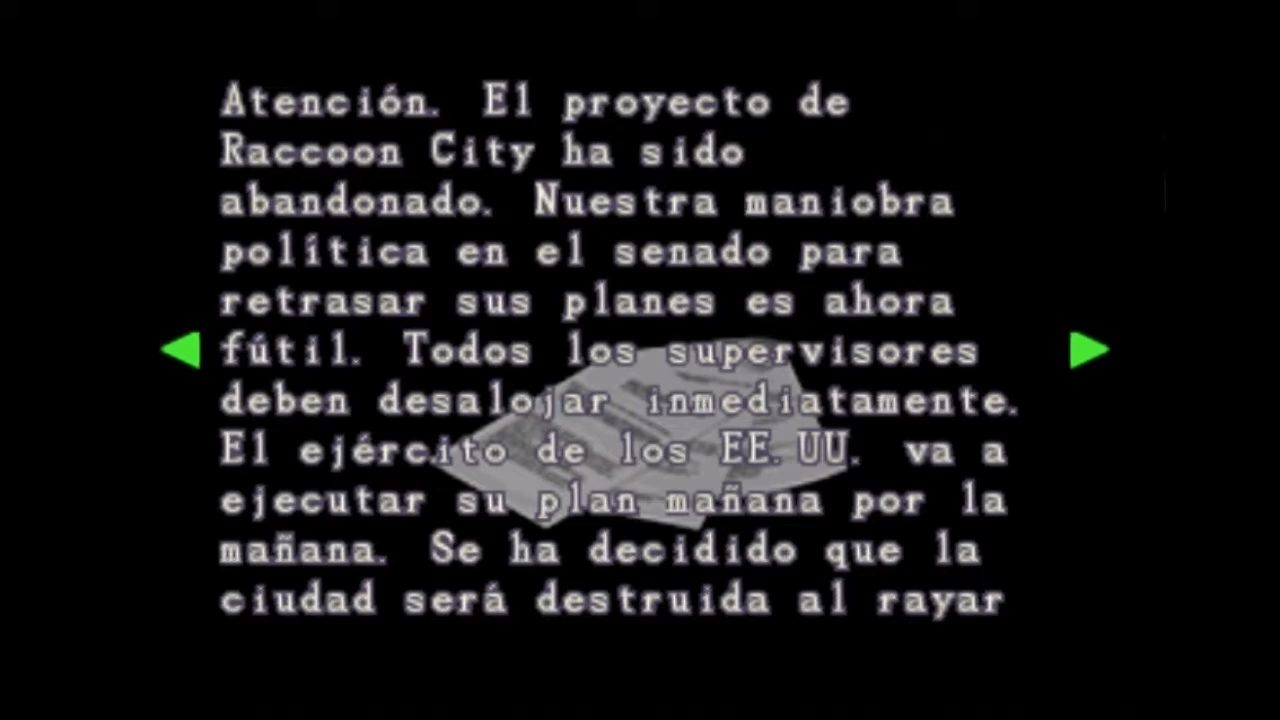 Atención. El proyecto de
Raccoon City ha sido
abandonado. Nuestra maniobra
política en el senado para
retrasar sus planes es ahora
fútil. Todos los supervisores
deben desalojar inmediatamente.
El ejército de los EE.UU. va a
ejecutar su plan mañana por la
mañana. Se ha decidido que la
ciudad será destruida al rayar